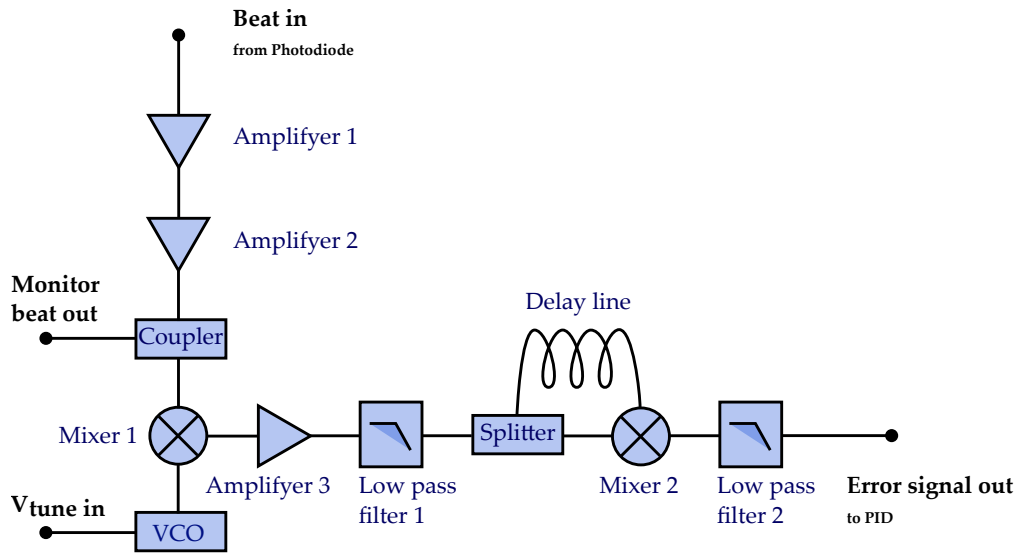 Beat in
from Photodiode
Amplifyer 1
Amplifyer 2
Monitor
beat out
Coupler
Delay line
Mixer 1
Splitter
Amplifyer 3
Low pass
filter 1
Mixer 2
Low pass
filter 2
Error signal out
to PID
Vtune in
VCO